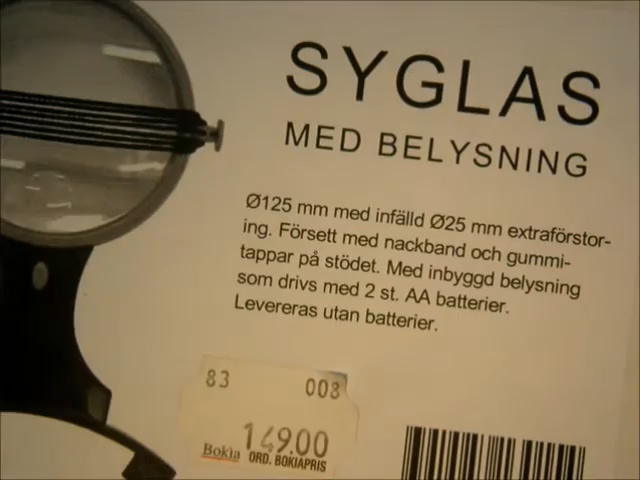 SYGLAS
MED BELYSNING
Ø125 mm med infälld Ø25 mm extraförstor-
ing. Försett med nackband och gummi-
tappar på stödet. Med inbyggd belysning
som drivs med 2 st. AA batterier.
Levereras utan batterier.
83 008
149.00
Bokia ORD. BOKIAPRIS